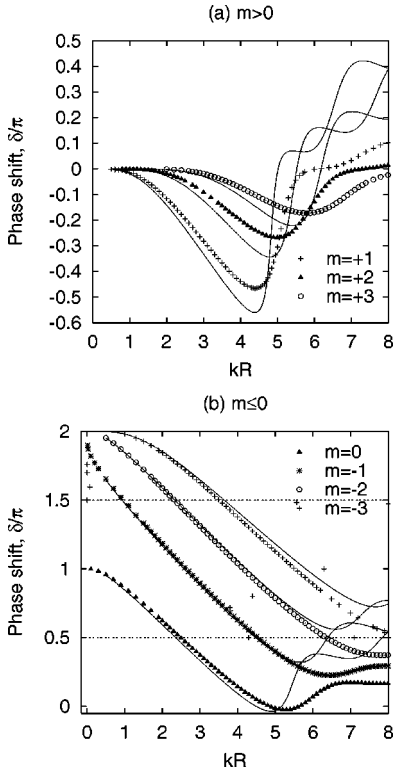 (a) m>0
0.5
0.4
0.3
0.2
0.1
0
-0.1
-0.2
-0.3
-0.4
-0.5
-0.6
Phase shift, δ/π
m=+1
m=+2
m=+3
0 1 2 3 4 5 6 7 8
kR
(b) m≤0
2
1.5
1
0.5
0
Phase shift, δ/π
m=0
m=-1
m=-2
m=-3
0 1 2 3 4 5 6 7 8
kR